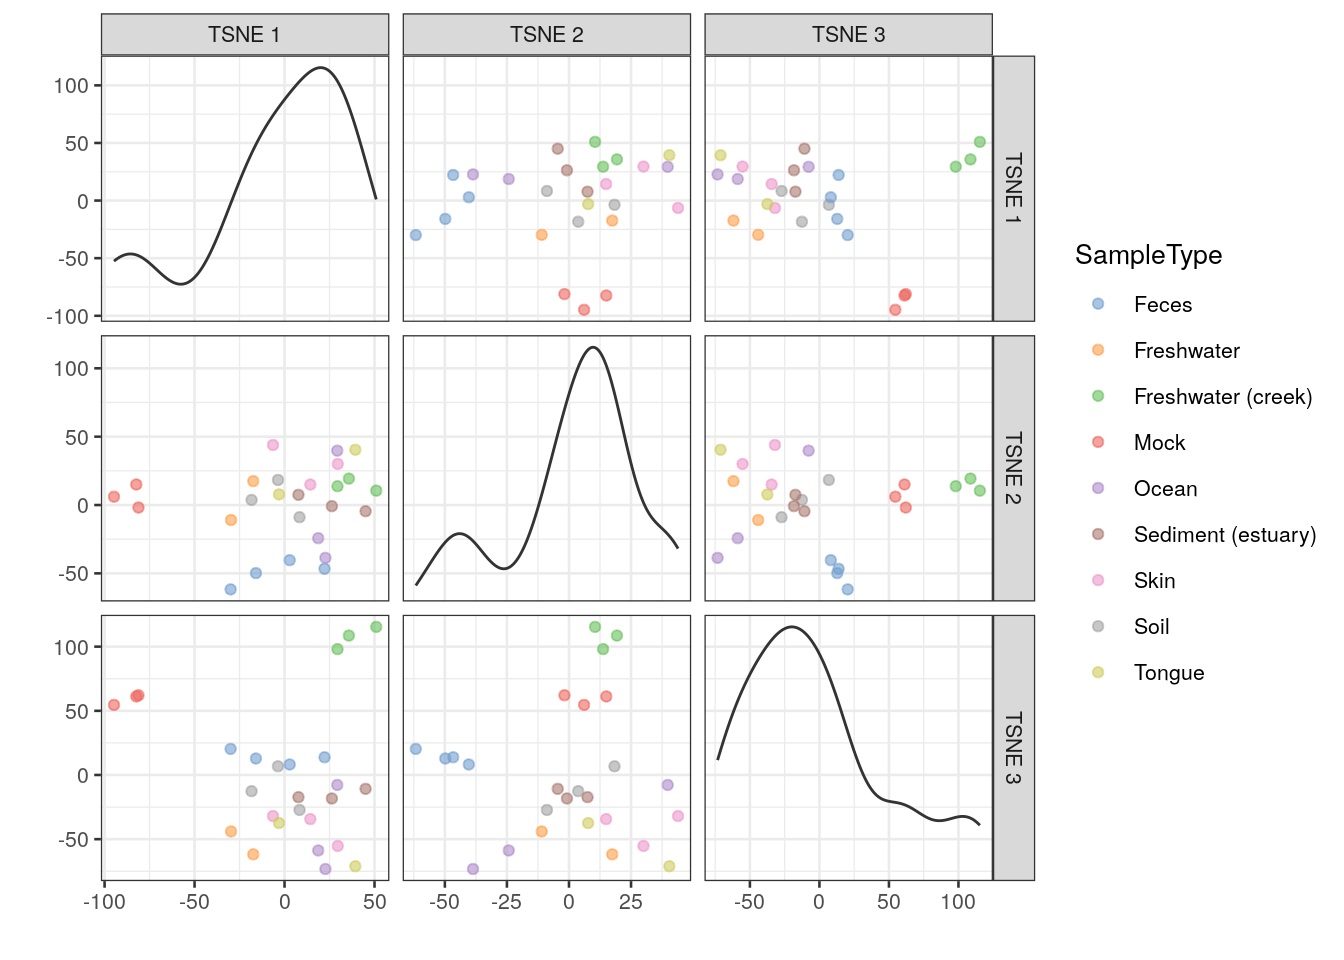 TSNE 1
TSNE 2
TSNE 3
100
50
0
-50
-100
TSNE 1
100
50
0
-50
TSNE 2
100
50
0
-50
TSNE 3
-100
-50
0
50
-50
-25
0
25
-50
0
50
100
SampleType
Feces
Freshwater
Freshwater (creek)
Mock
Ocean
Sediment (estuary)
Skin
Soil
Tongue